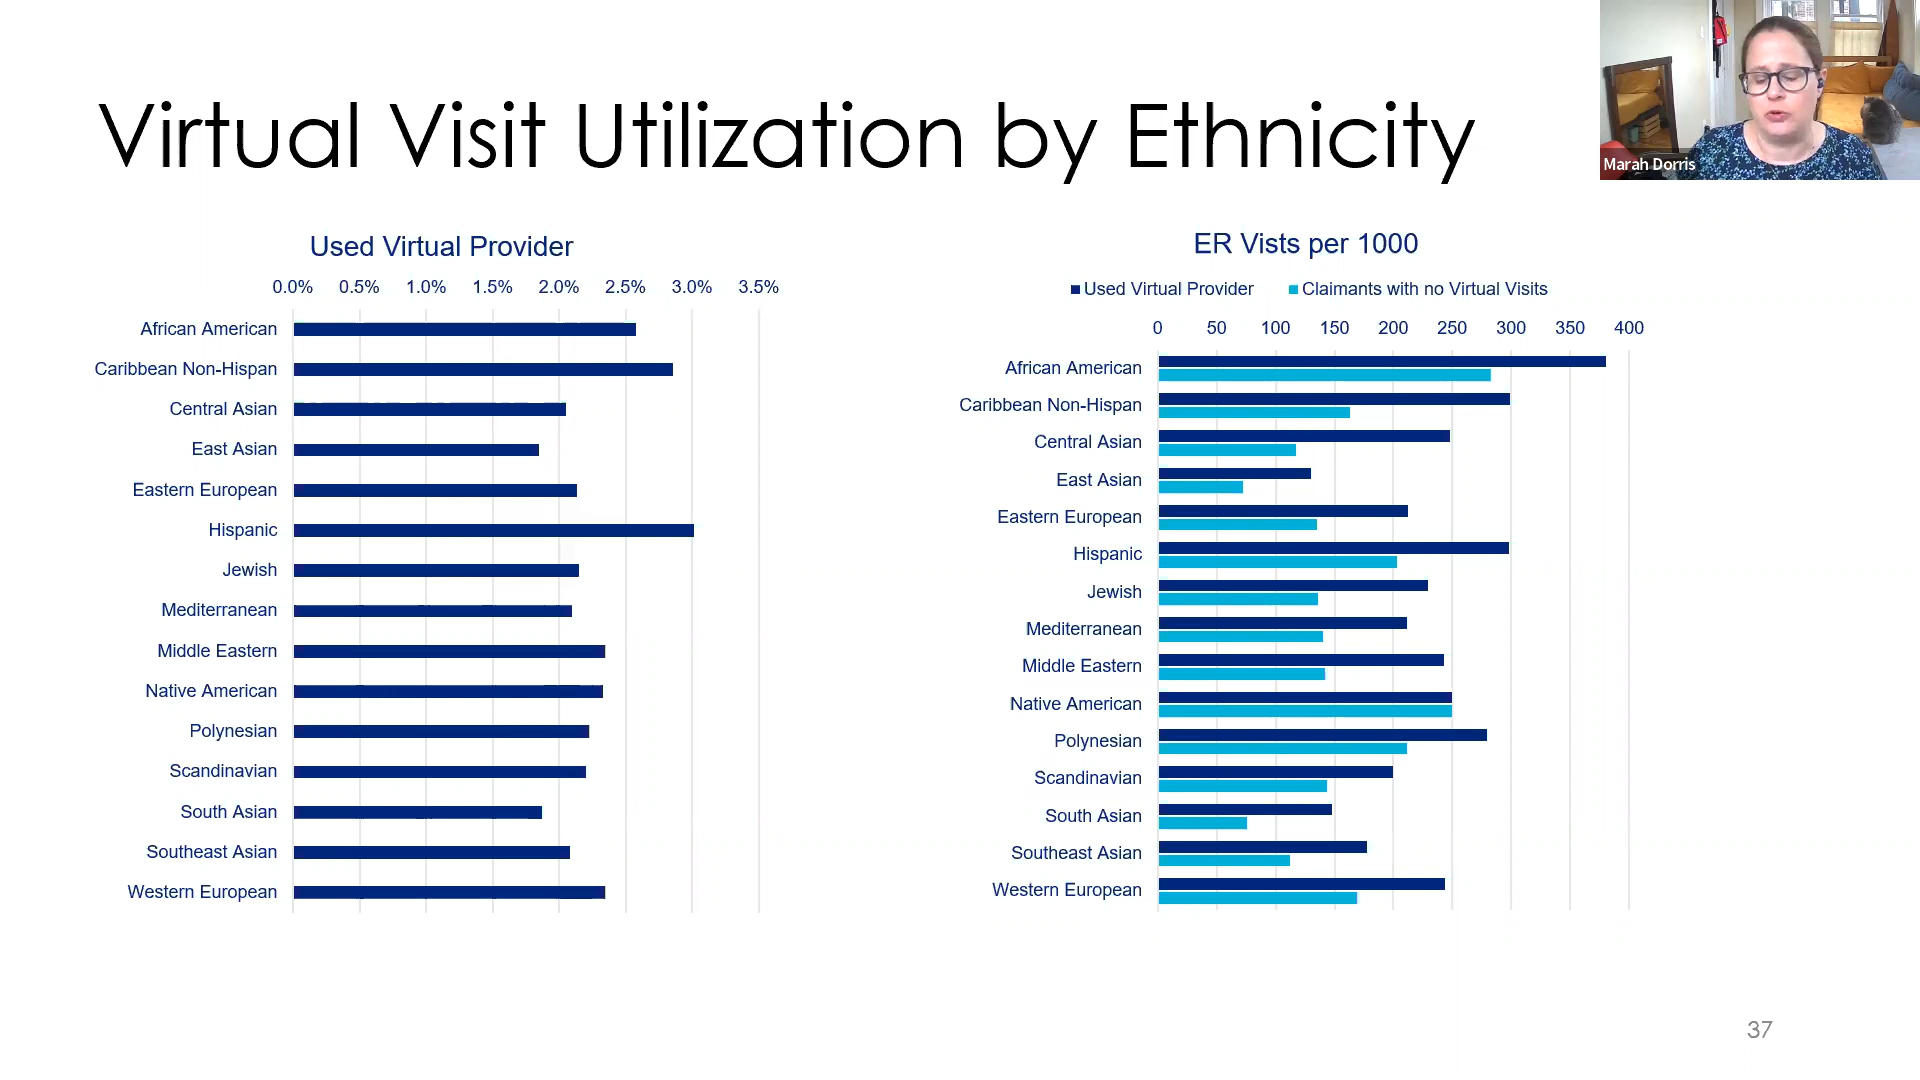 Virtual Visit Utilization by Ethnicity
Marah Dorris
Used Virtual Provider
0.0% 0.5% 1.0% 1.5% 2.0% 2.5% 3.0% 3.5%
African American
Caribbean Non-Hispan
Central Asian
East Asian
Eastern European
Hispanic
Jewish
Mediterranean
Middle Eastern
Native American
Polynesian
Scandinavian
South Asian
Southeast Asian
Western European
ER Vists per 1000
Used Virtual Provider Claimants with no Virtual Visits
0 50 100 150 200 250 300 350 400
African American
Caribbean Non-Hispan
Central Asian
East Asian
Eastern European
Hispanic
Jewish
Mediterranean
Middle Eastern
Native American
Polynesian
Scandinavian
South Asian
Southeast Asian
Western European
37